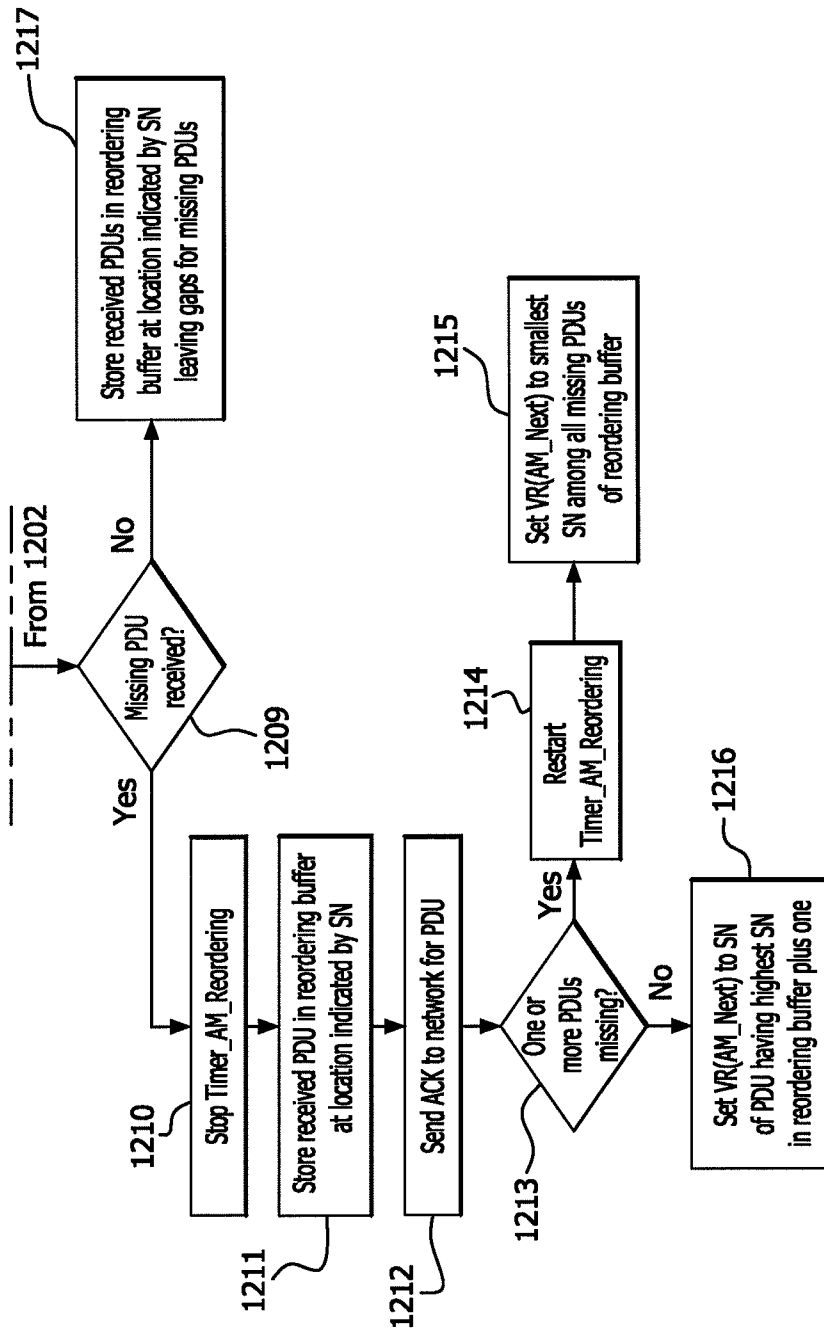 From 1202
Missing PDU
received?
1209
Yes
No
Store received PDUs in reordering
buffer at location indicated by SN
leaving gaps for missing PDUs
1217
1210
Stop Timer_AM_Reordering
Store received PDU in reordering buffer
at location indicated by SN
1211
Send ACK to network for PDU
1212
One or
more PDUs
missing?
1213
Yes
No
Restart
Timer_AM_Reordering
1214
Set VR(AM_Next) to smallest
SN among all missing PDUs
of reordering buffer
1215
Set VR(AM_Next) to SN
of PDU having highest SN
in reordering buffer plus one
1216